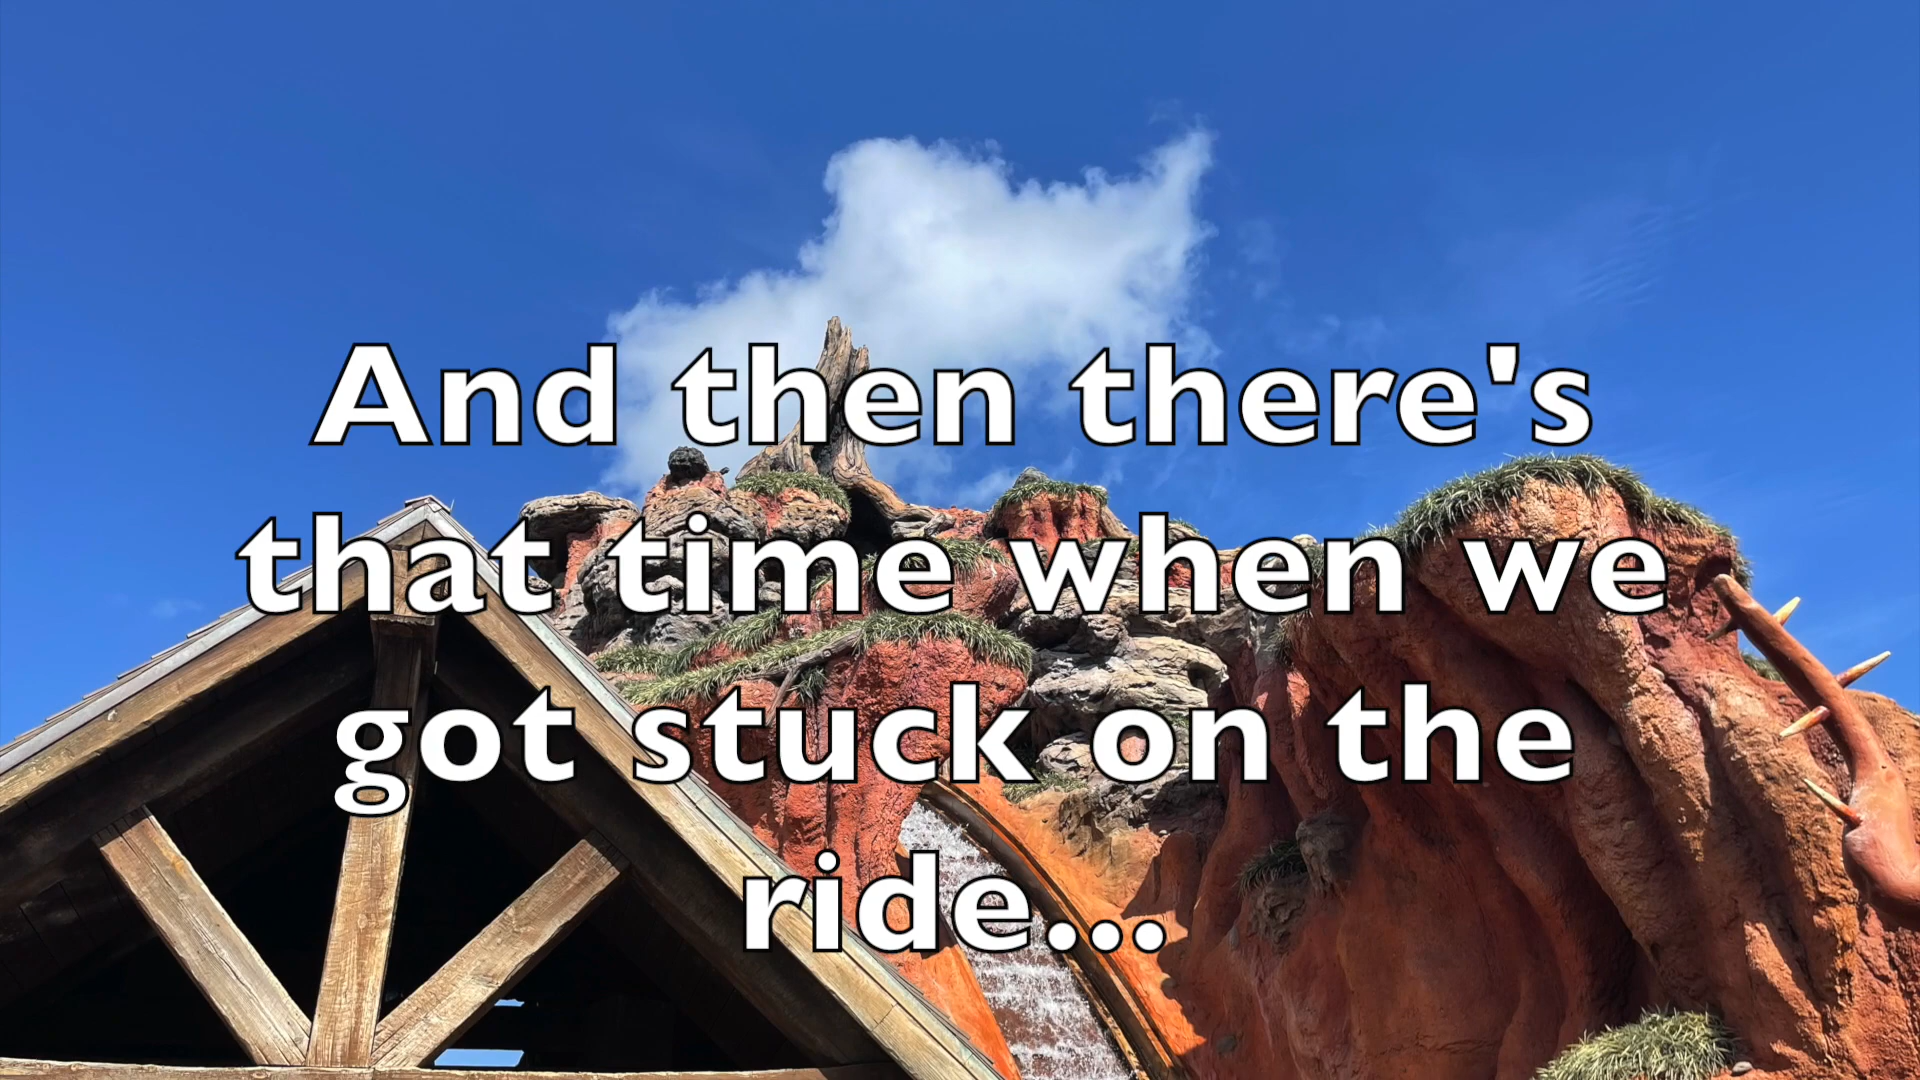 And then there's
that time when we
got stuck on the
ride...